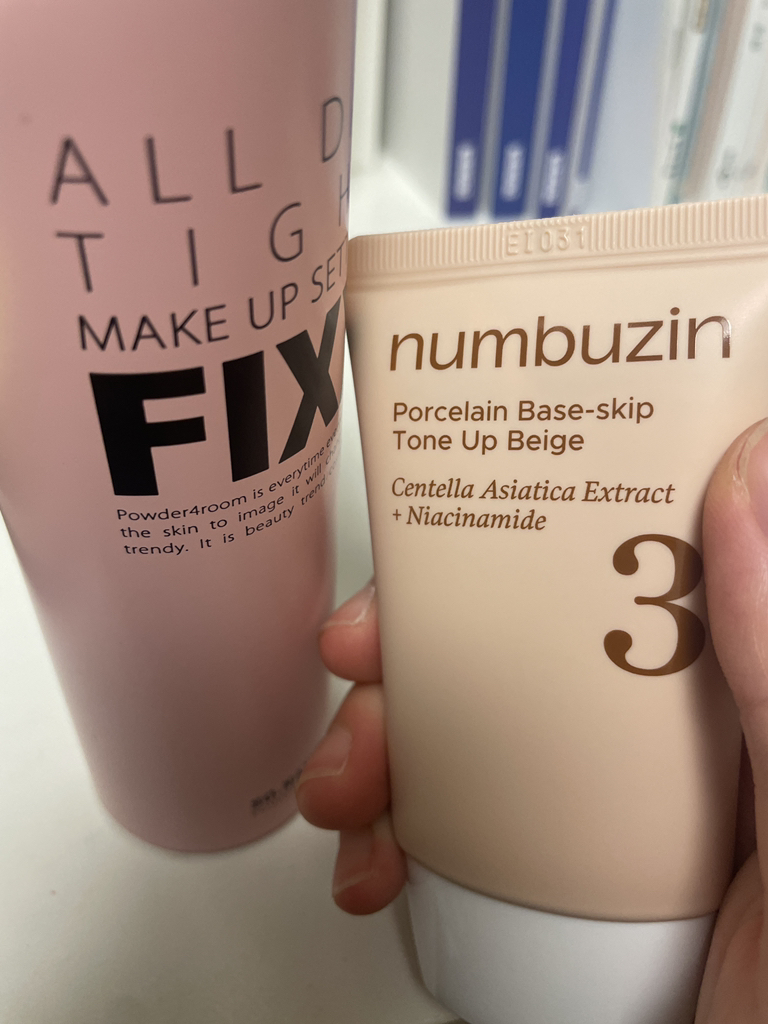 ALL D
TIGH
MAKE UP SET
FIX
Powder4room is everytime
the skin to image it will
trendy. It is beauty trend
numbuzin
Porcelain Base-skip
Tone Up Beige
Centella Asiatica Extract
+ Niacinamide
3